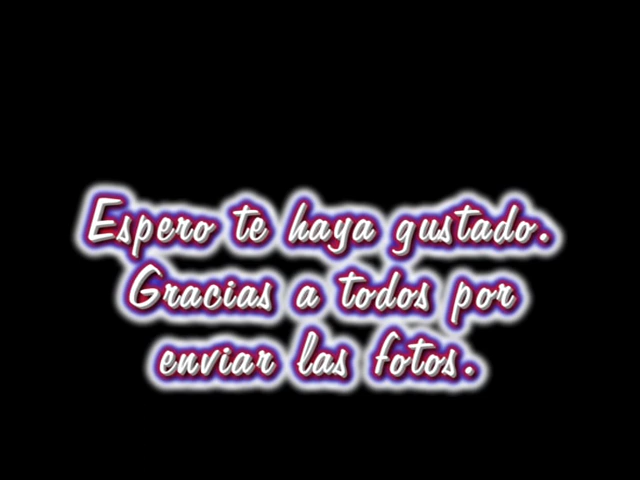 Espero te haya gustado.
Gracias a todos por
enviar las fotos.